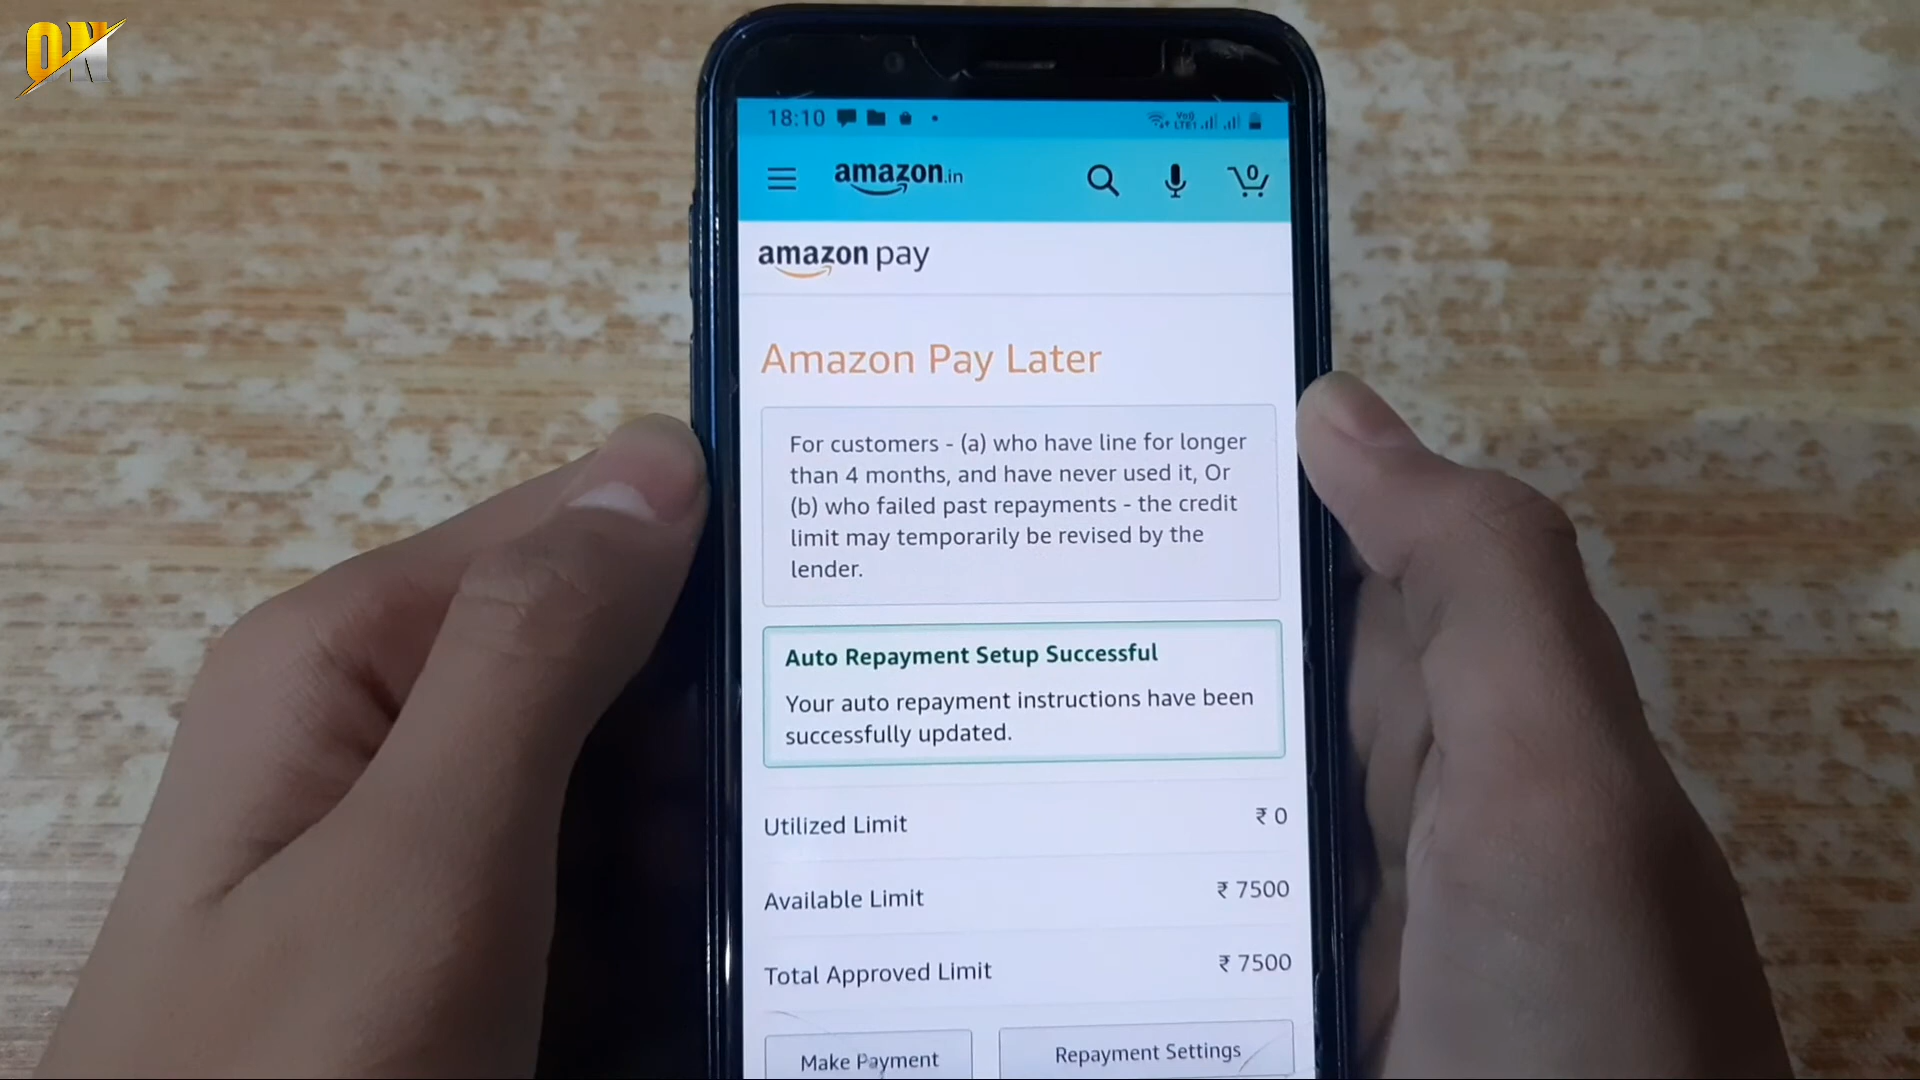 ON
18:10
amazon.in
0
amazon pay
Amazon Pay Later
For customers - (a) who have line for longer
than 4 months, and have never used it, Or
(b) who failed past repayments - the credit
limit may temporarily be revised by the
lender.
Auto Repayment Setup Successful
Your auto repayment instructions have been
successfully updated.
Utilized Limit ₹ 0
Available Limit ₹ 7500
Total Approved Limit ₹ 7500
Make Payment Repayment Settings